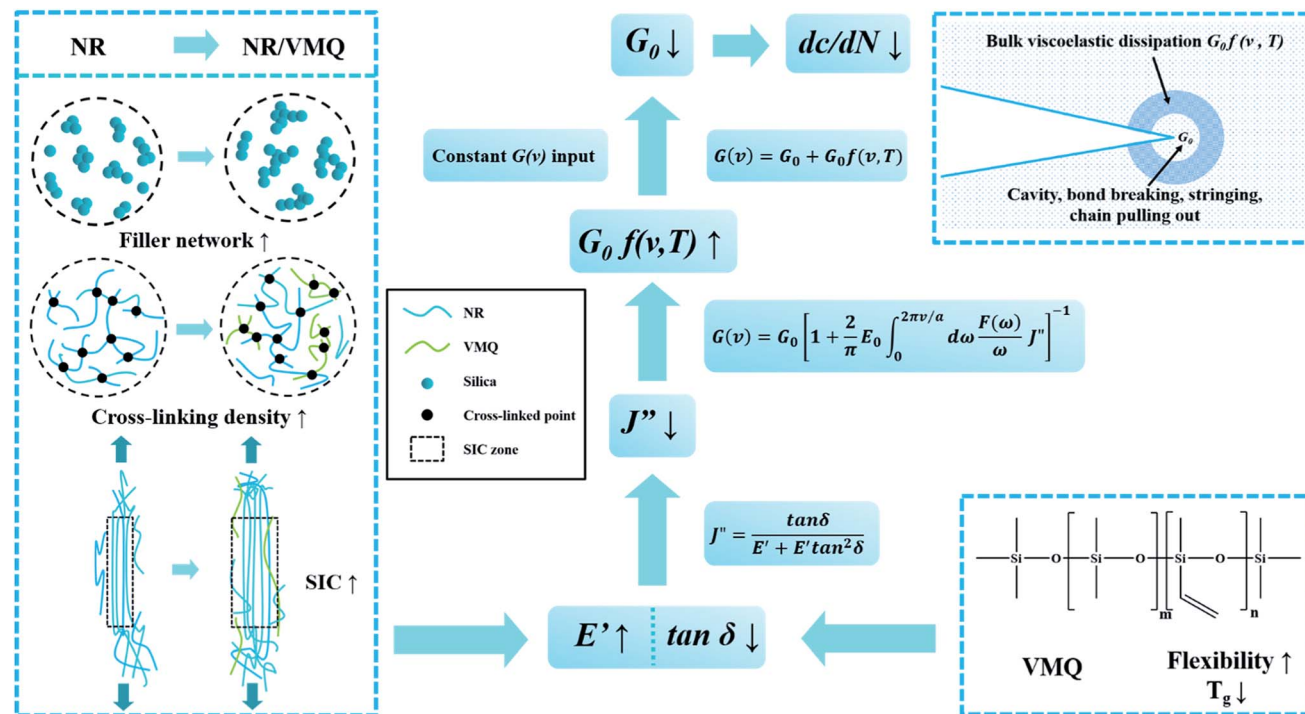 NR
NR/VMQ
Filler network ↑
Cross-linking density ↑
SIC ↑
NR
VMQ
Silica
Cross-linked point
SIC zone
G₀ ↓
dc/dN ↓
Constant G(v) input
G(v) = G₀ + G₀f(v,T)
G₀ f(v,T) ↑
G(v) = G₀ [1 + 2/π E₀ ∫₀^(2πv/a) dω F(ω)/ω J"]⁻¹
J” ↓
J" = tanδ / (E' + E'tan²δ)
E’ ↑ tan δ ↓
Bulk viscoelastic dissipation G₀f(v, T)
G₀
Cavity, bond breaking, stringing,
chain pulling out
Si O Si O Si O Si
m n
VMQ
Flexibility ↑
Tg ↓